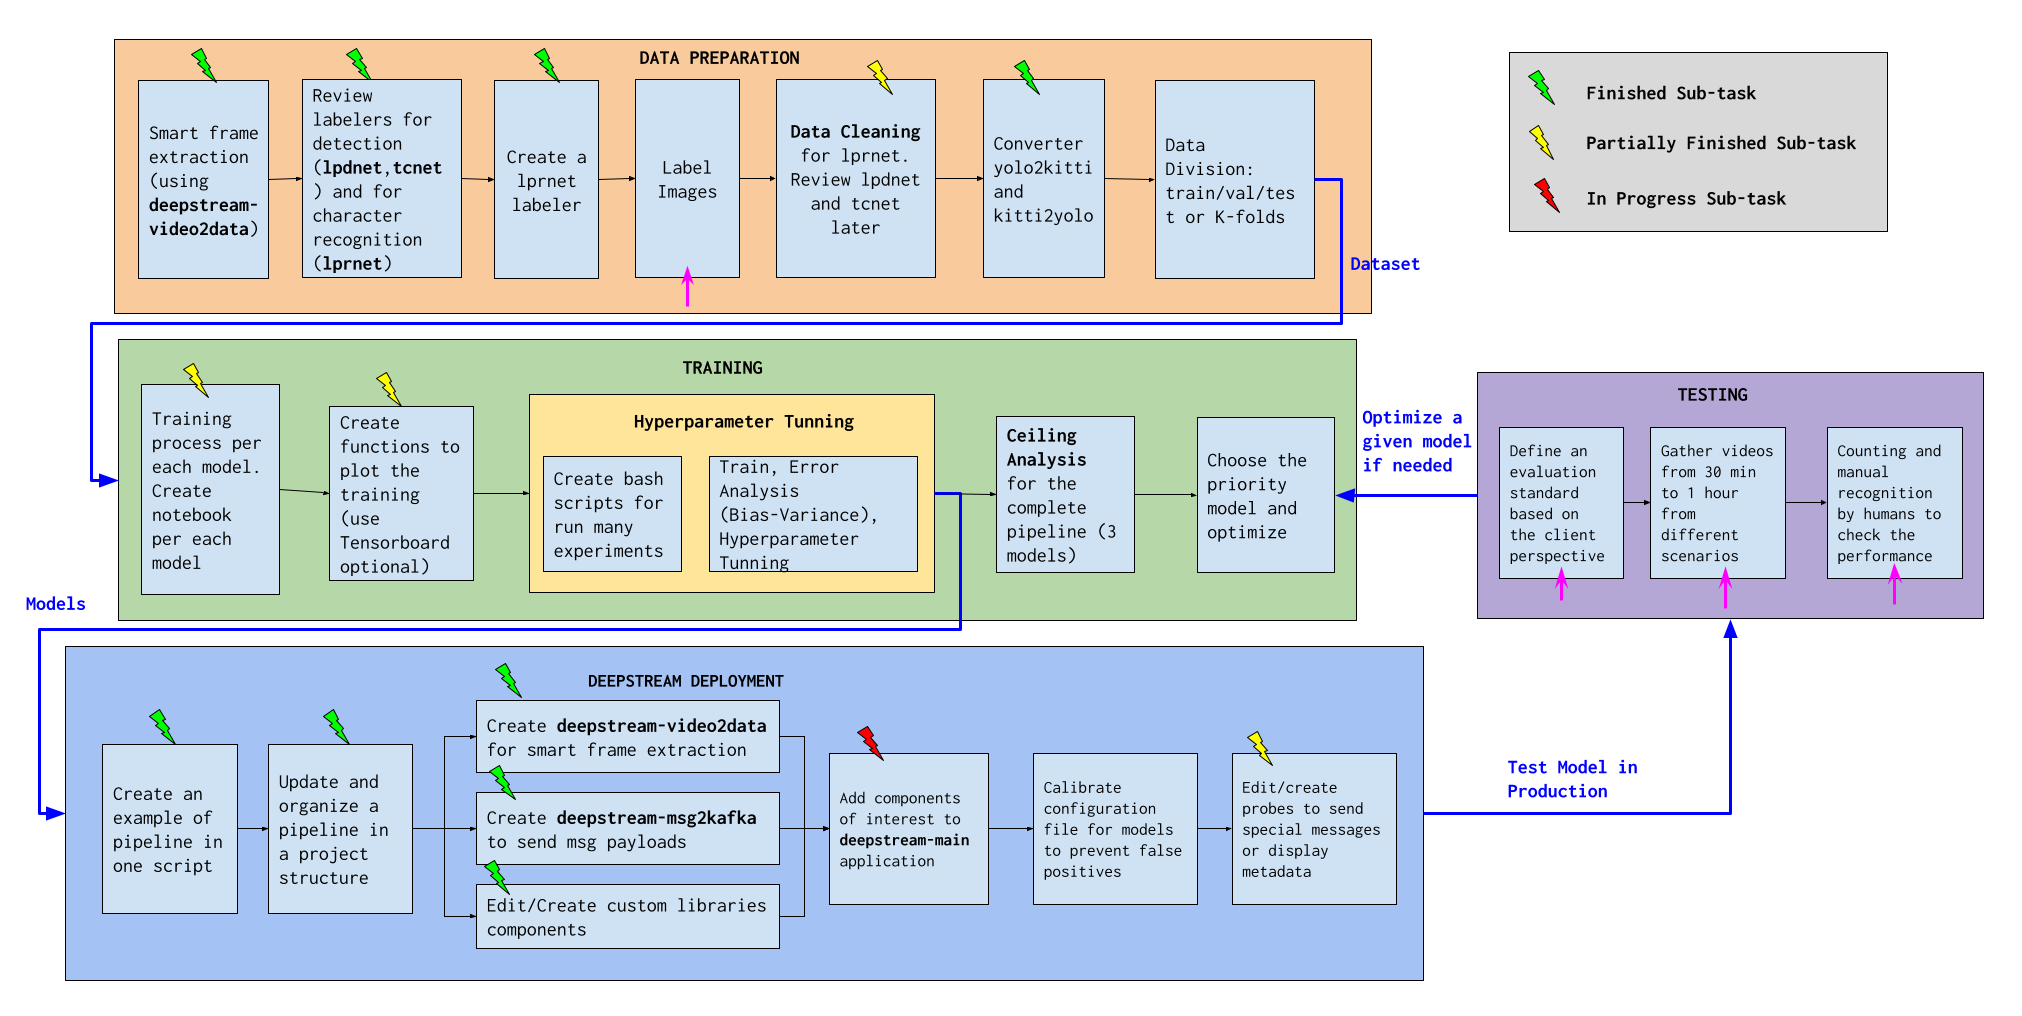 DATA PREPARATION
Smart frame
extraction
(using
deepstream-
video2data)
Review
labelers for
detection
(lpdnet,tcnet
) and for
character
recognition
(lprnet)
Create a
lprnet
labeler
Label
Images
Data Cleaning
for lprnet.
Review lpdnet
and tcnet
later
Converter
yolo2kitti
and
kitti2yolo
Data
Division:
train/val/tes
t or K-folds
Finished Sub-task
Partially Finished Sub-task
In Progress Sub-task
Dataset
TRAINING
Training
process per
each model.
Create
notebook
per each
model
Create
functions to
plot the
training
(use
Tensorboard
optional)
Hyperparameter Tunning
Create bash
scripts for
run many
experiments
Train, Error
Analysis
(Bias-Variance),
Hyperparameter
Tunning
Ceiling
Analysis
for the
complete
pipeline (3
models)
Choose the
priority
model and
optimize
Optimize a
given model
if needed
TESTING
Define an
evaluation
standard
based on
the client
perspective
Gather videos
from 30 min
to 1 hour
from
different
scenarios
Counting and
manual
recognition
by humans to
check the
performance
Models
DEEPSTREAM DEPLOYMENT
Create an
example of
pipeline in
one script
Update and
organize a
pipeline in
a project
structure
Create deepstream-video2data
for smart frame extraction
Create deepstream-msg2kafka
to send msg payloads
Edit/Create custom libraries
components
Add components
of interest to
deepstream-main
application
Calibrate
configuration
file for models
to prevent false
positives
Edit/create
probes to send
special messages
or display
metadata
Test Model in
Production